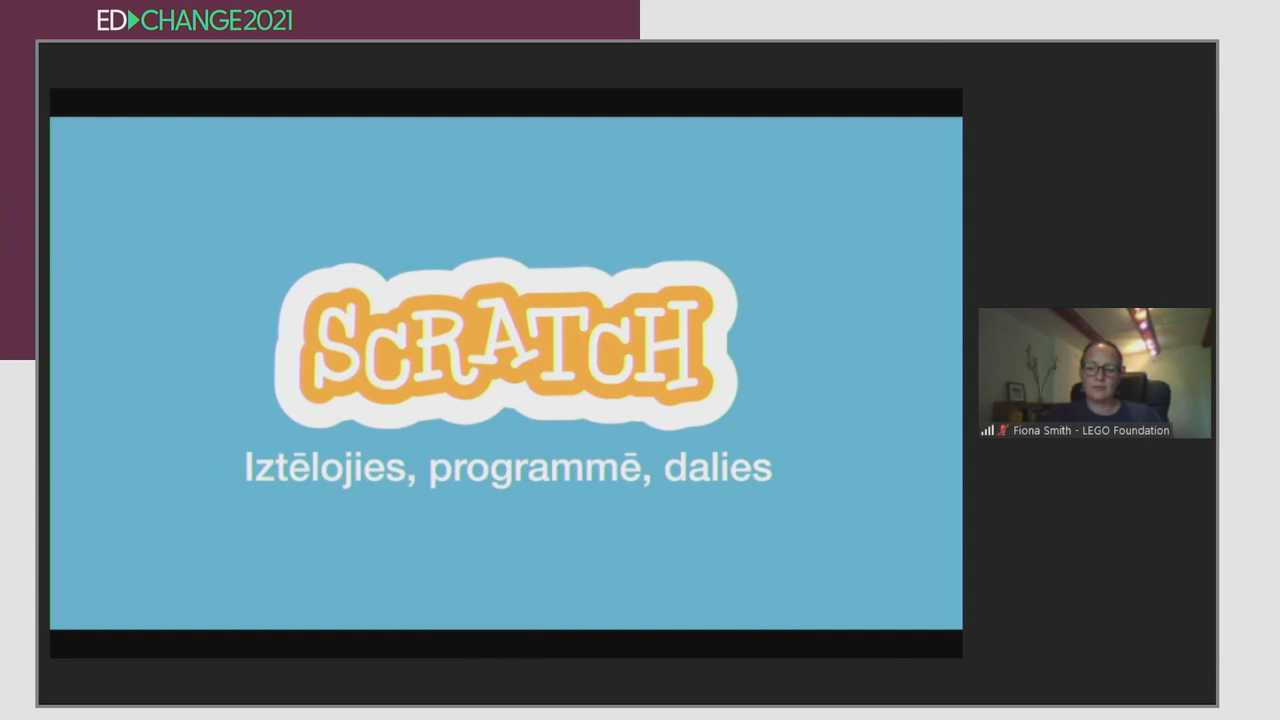 ED CHANGE2021
SCRATCH
Iztēlojies, programmē, dalies
Fiona Smith - LEGO Foundation